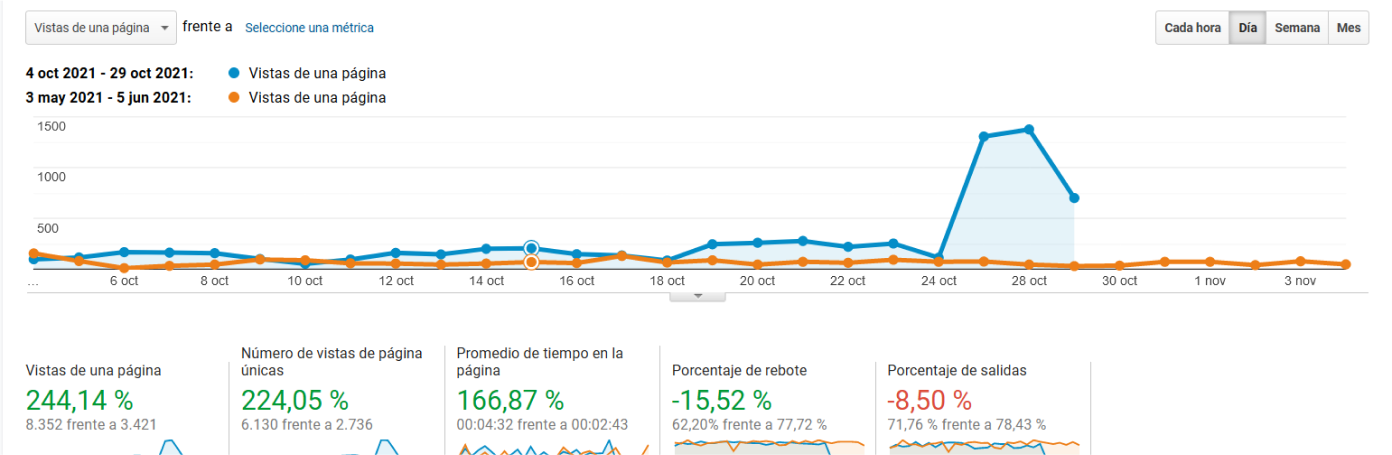 Vistas de una página frente a Seleccione una métrica Cada hora Día Semana Mes
4 oct 2021 - 29 oct 2021: Vistas de una página
3 may 2021 - 5 jun 2021: Vistas de una página
1500
1000
500
... 6 oct 8 oct 10 oct 12 oct 14 oct 16 oct 18 oct 20 oct 22 oct 24 oct 28 oct 30 oct 1 nov 3 nov
Vistas de una página
244,14 %
8.352 frente a 3.421
Número de vistas de página
únicas
224,05 %
6.130 frente a 2.736
Promedio de tiempo en la
página
166,87 %
00:04:32 frente a 00:02:43
Porcentaje de rebote
-15,52 %
62,20% frente a 77,72 %
Porcentaje de salidas
-8,50 %
71,76 % frente a 78,43 %